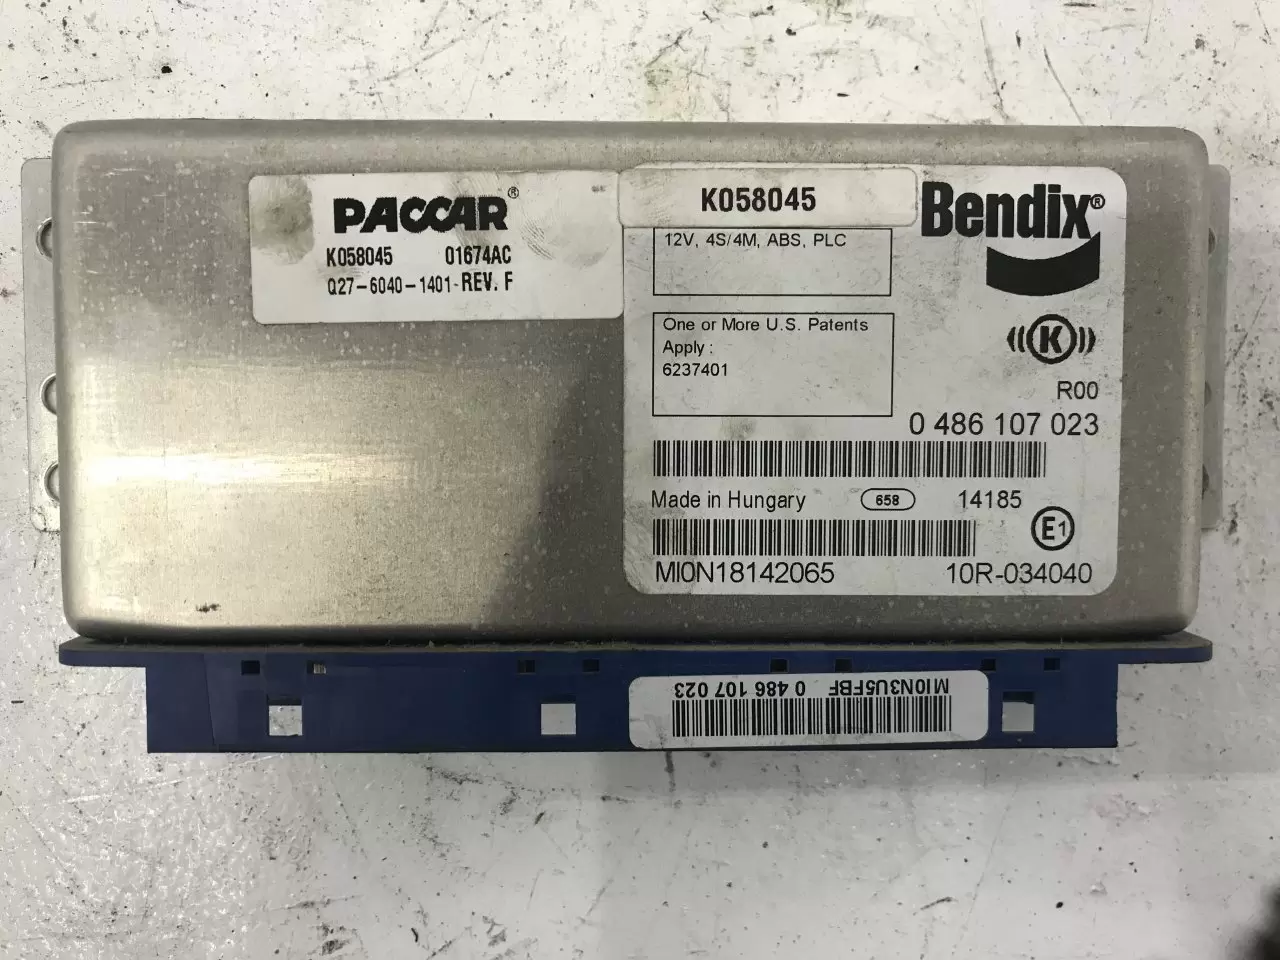 PACCAR®
K058045 01674AC
Q27-6040-1401-REV. F
K058045
Bendix®
12V, 4S/4M, ABS, PLC
One or More U.S. Patents
Apply :
6237401
K
R00
0 486 107 023
Made in Hungary 658 14185
E1
MI0N18142065 10R-034040
MI0N3U5FBF 0 486 107 023